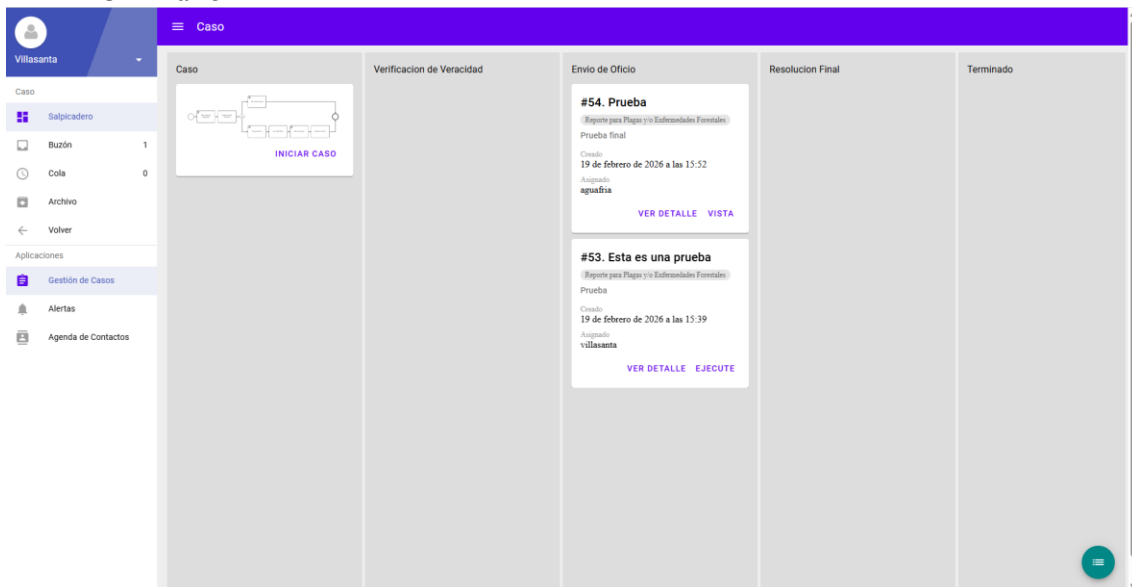 Villasanta
Caso
Salpicadero
Buzón 1
Cola 0
Archivo
Volver
Aplicaciones
Gestión de Casos
Alertas
Agenda de Contactos
Caso
Caso
INICIAR CASO
Verificacion de Veracidad
Envio de Oficio
#54. Prueba
Reporte para Plagas y/o Enfermedades Forestales
Prueba final
Creado
19 de febrero de 2026 a las 15:52
Asignado
aguafria
VER DETALLE VISTA
#53. Esta es una prueba
Reporte para Plagas y/o Enfermedades Forestales
Prueba
Creado
19 de febrero de 2026 a las 15:39
Asignado
villasanta
VER DETALLE EJECUTE
Resolucion Final
Terminado